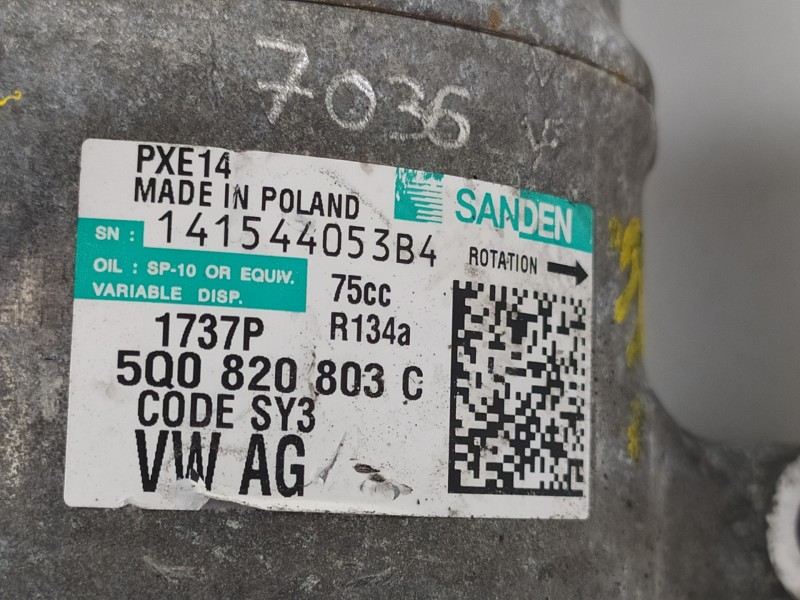 7036
PXE14
MADE IN POLAND
SANDEN
SN : 141544053B4
ROTATION
OIL : SP-10 OR EQUIV.
VARIABLE DISP.
75cc
1737P
R134a
5Q0 820 803 C
CODE SY3
VW AG